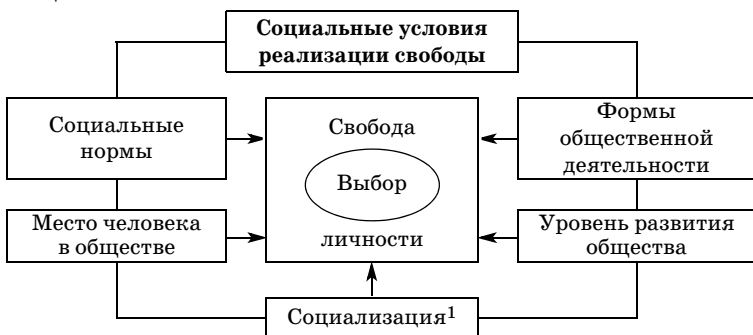 Социальные условия
реализации свободы
Социальные
нормы
Свобода
Выбор
личности
Формы
общественной
деятельности
Место человека
в обществе
Уровень развития
общества
Социализация¹